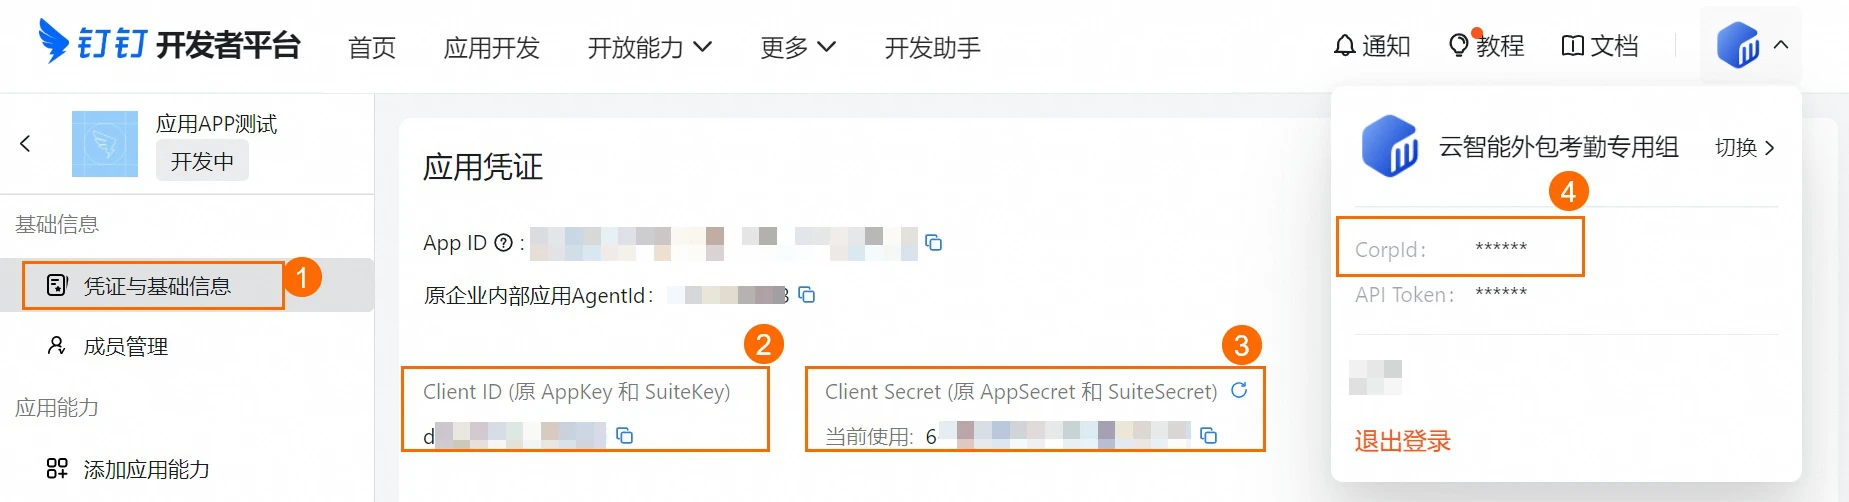 钉钉 开发者平台
首页
应用开发
开放能力
更多
开发助手
通知
教程
文档
应用APP测试
开发中
基础信息
凭证与基础信息
1
成员管理
应用能力
添加应用能力
应用凭证
App ID ? :
原企业内部应用AgentId:
2
Client ID (原 AppKey 和 SuiteKey)
d
3
Client Secret (原 AppSecret 和 SuiteSecret)
当前使用: 6
云智能外包考勤专用组
切换
4
CorpId: ******
API Token: ******
退出登录